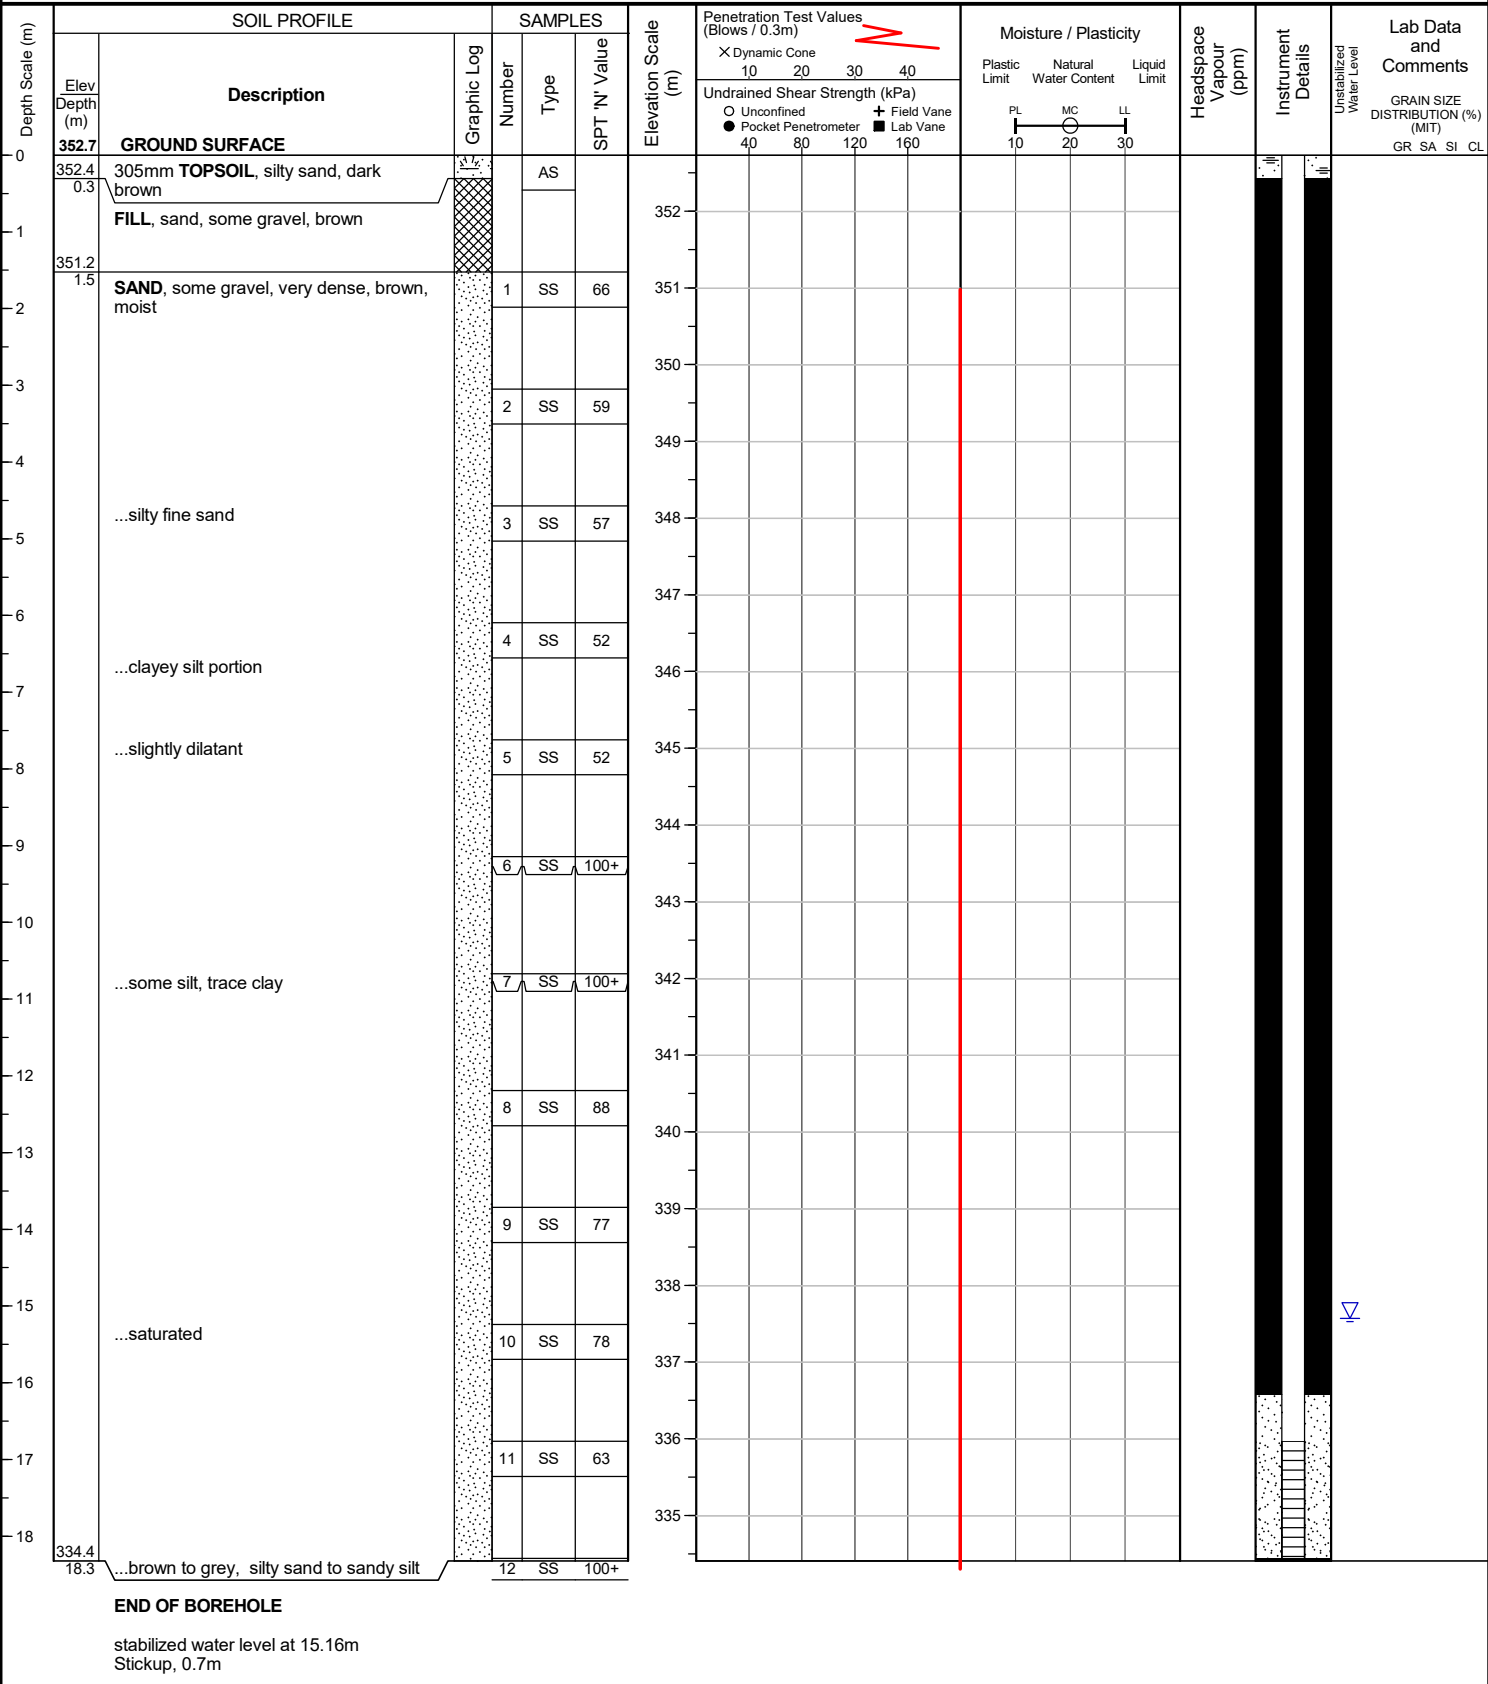 SOIL PROFILE
SAMPLES
Depth Scale (m)
Elev
Depth
(m)
Description
Graphic Log
Number
Type
SPT 'N' Value
Elevation Scale
(m)
Penetration Test Values
(Blows / 0.3m)
× Dynamic Cone
10 20 30 40
Undrained Shear Strength (kPa)
Unconfined + Field Vane
Pocket Penetrometer Lab Vane
40 80 120 160
Moisture / Plasticity
Plastic Limit
Natural Water Content
Liquid Limit
PL MC LL
10 20 30
Headspace
Vapour
(ppm)
Instrument
Details
Unstabilized
Water Level
Lab Data
and
Comments
GRAIN SIZE
DISTRIBUTION (%)
(MIT)
GR SA SI CL
352.7 GROUND SURFACE
0
352.4 305mm TOPSOIL, silty sand, dark
0.3 brown
AS
FILL, sand, some gravel, brown
352
1
351.2
1.5
SAND, some gravel, very dense, brown,
moist
1 SS 66
351
2
350
3
2 SS 59
349
4
...silty fine sand
3 SS 57
348
5
347
6
4 SS 52
...clayey silt portion
346
7
...slightly dilatant
5 SS 52
345
8
344
9
6 SS 100+
343
10
...some silt, trace clay
7 SS 100+
342
11
341
12
8 SS 88
340
13
339
14
9 SS 77
338
15
...saturated
10 SS 78
337
16
336
17
11 SS 63
335
18
334.4
18.3 ...brown to grey, silty sand to sandy silt
12 SS 100+
END OF BOREHOLE
stabilized water level at 15.16m
Stickup, 0.7m